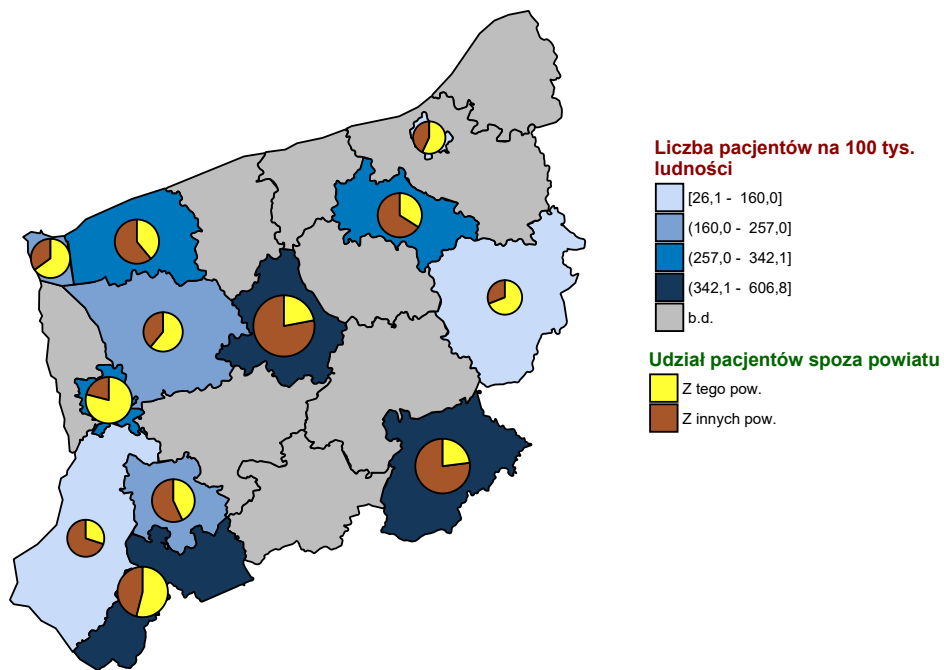 Liczba pacjentów na 100 tys.
ludności
[26,1 - 160,0]
(160,0 - 257,0]
(257,0 - 342,1]
(342,1 - 606,8]
b.d.
Udział pacjentów spoza powiatu
Z tego pow.
Z innych pow.